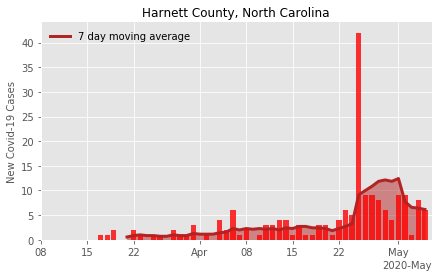 Harnett County, North Carolina
7 day moving average
New Covid-19 Cases
40
35
30
25
20
15
10
5
0
08 15 22 Apr 08 15 22 May
2020-May